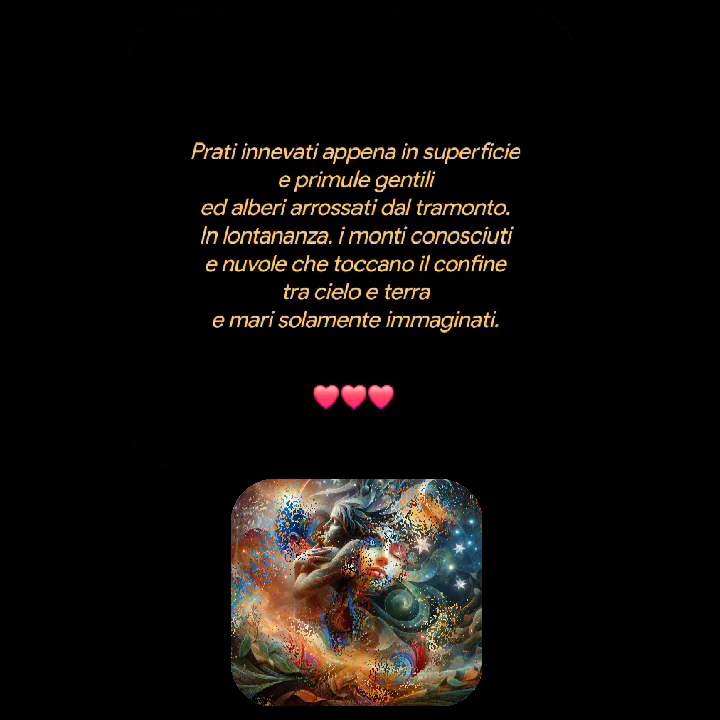 Prati innevati appena in superficie
e primule gentili
ed alberi arrossati dal tramonto.
In lontananza. i monti conosciuti
e nuvole che toccano il confine
tra cielo e terra
e mari solamente immaginati.